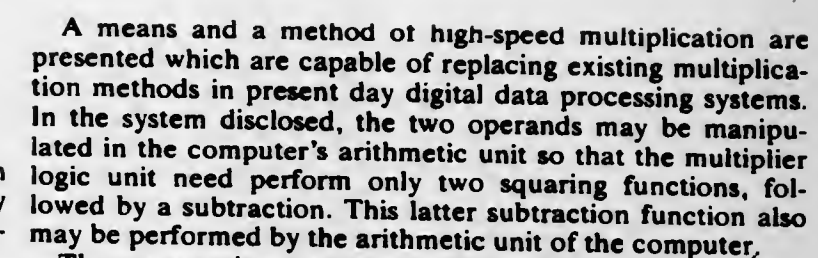 A means and a method of high-speed multiplication are
presented which are capable of replacing existing multiplica-
tion methods in present day digital data processing systems.
In the system disclosed, the two operands may be manipu-
lated in the computer's arithmetic unit so that the multiplier
logic unit need perform only two squaring functions, fol-
lowed by a subtraction. This latter subtraction function also
may be performed by the arithmetic unit of the computer.